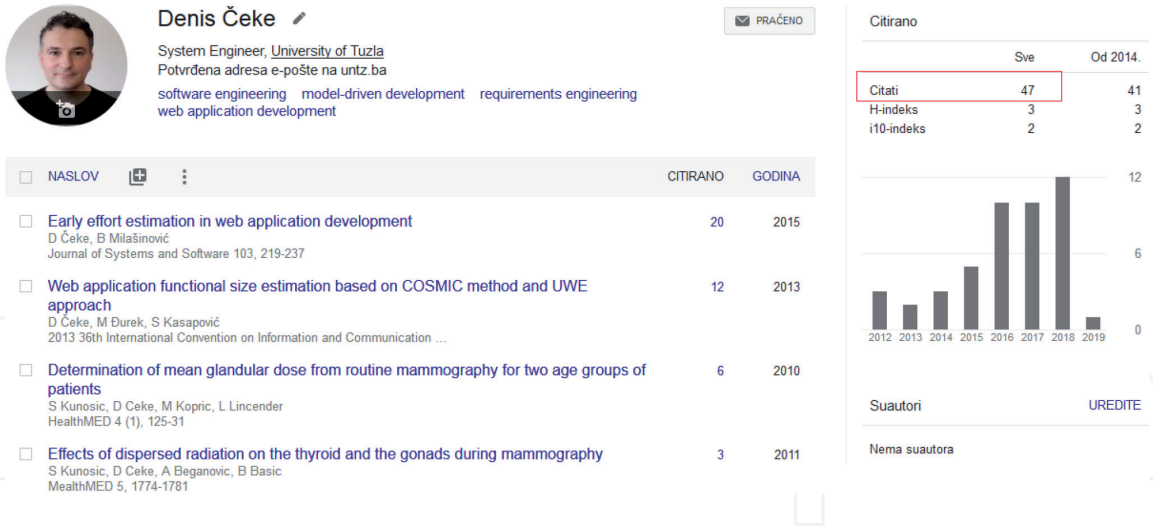 Denis Čeke
PRAĆENO
System Engineer, University of Tuzla
Potvrđena adresa e-pošte na untz.ba
software engineering model-driven development requirements engineering
web application development
NASLOV CITIRANO GODINA
Early effort estimation in web application development 20 2015
D Čeke, B Milašinović
Journal of Systems and Software 103, 219-237
Web application functional size estimation based on COSMIC method and UWE 12 2013
approach
D Čeke, M Đurek, S Kasapović
2013 36th International Convention on Information and Communication ...
Determination of mean glandular dose from routine mammography for two age groups of 6 2010
patients
S Kunosic, D Ceke, M Kopric, L Lincender
HealthMED 4 (1), 125-31
Effects of dispersed radiation on the thyroid and the gonads during mammography 3 2011
S Kunosic, D Ceke, A Beganovic, B Basic
MealthMED 5, 1774-1781
Citirano
Sve Od 2014.
Citati 47 41
H-indeks 3 3
i10-indeks 2 2
12
6
0
2012 2013 2014 2015 2016 2017 2018 2019
Suautori UREDITE
Nema suautora